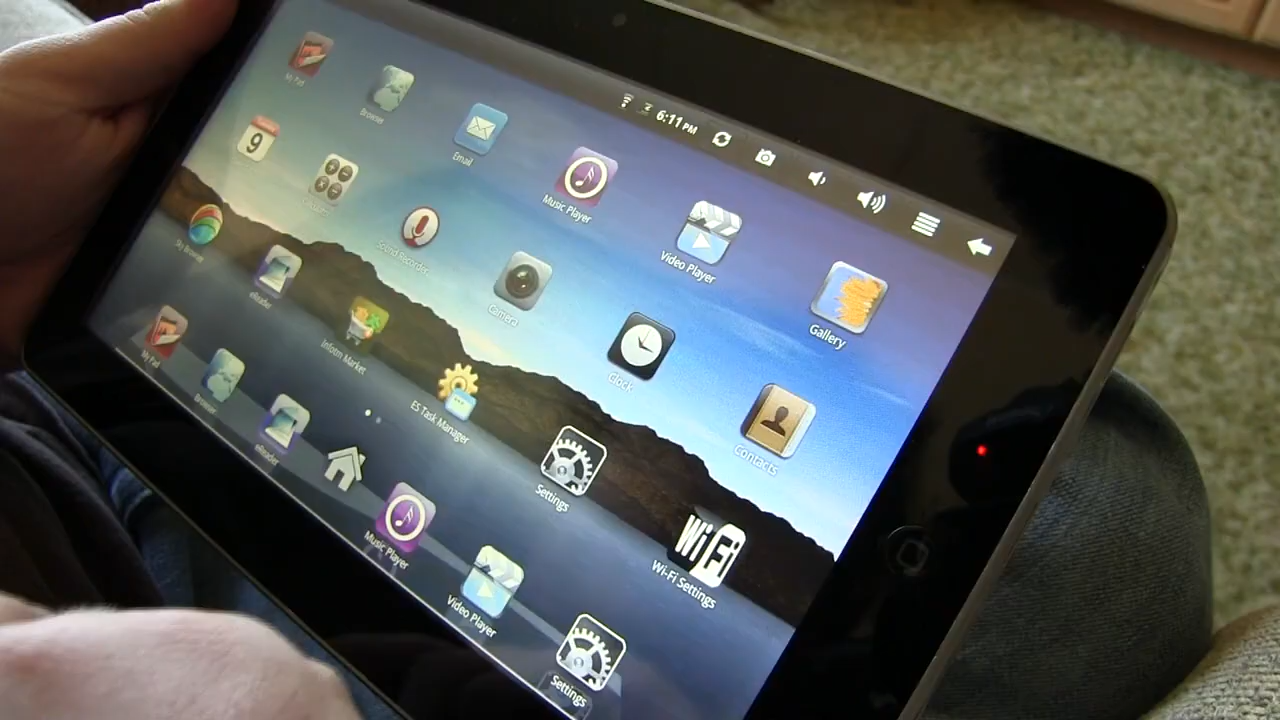 6:11 PM
My Pad
Browser
Email
Music Player
Video Player
Gallery
9
Calculator
Sound Recorder
Camera
Clock
Contacts
Sky Browser
eReader
Infotm Market
ES Task Manager
Settings
WiFi
Wi-Fi Settings
My Pad
Browser
eReader
Music Player
Video Player
Settings